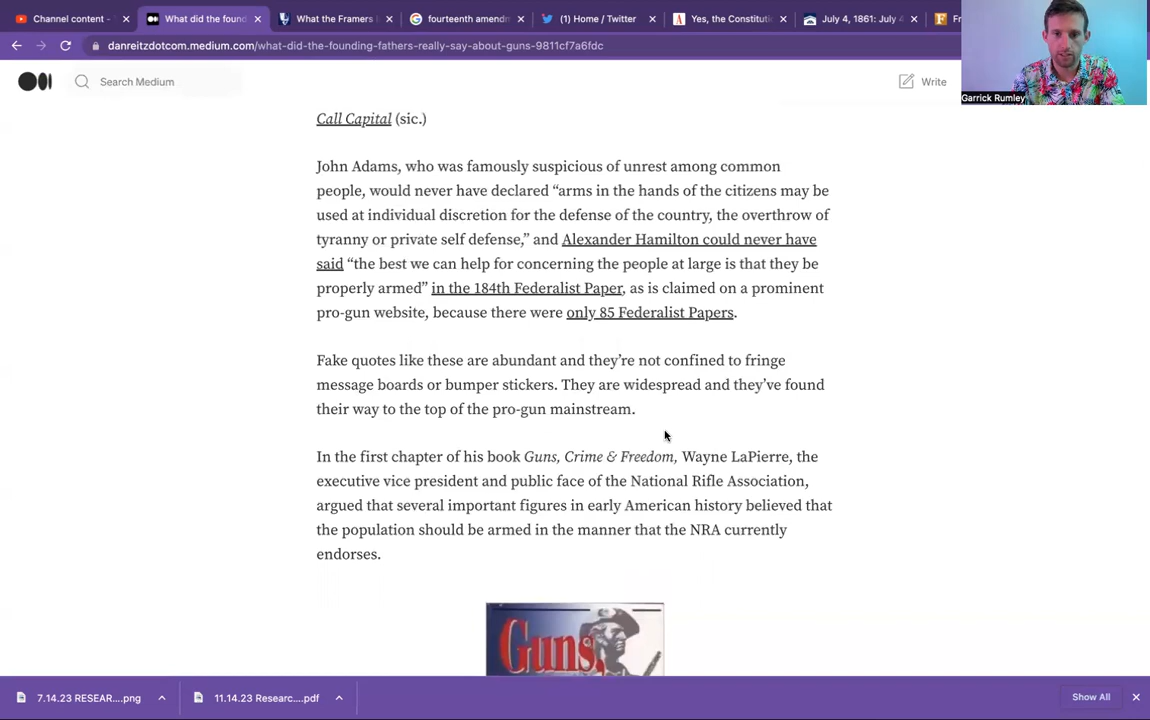 Channel content -
What did the found
What the Framers
fourteenth amendm
(1) Home / Twitter
Yes, the Constituti
July 4, 1861: July
danreitzdotcom.medium.com/what-did-the-founding-fathers-really-say-about-guns-9811cf7a6fdc
Search Medium
Write
Garrick Rumley
Call Capital (sic.)
John Adams, who was famously suspicious of unrest among common
people, would never have declared “arms in the hands of the citizens may be
used at individual discretion for the defense of the country, the overthrow of
tyranny or private self defense,” and Alexander Hamilton could never have
said “the best we can help for concerning the people at large is that they be
properly armed” in the 184th Federalist Paper, as is claimed on a prominent
pro-gun website, because there were only 85 Federalist Papers.
Fake quotes like these are abundant and they’re not confined to fringe
message boards or bumper stickers. They are widespread and they’ve found
their way to the top of the pro-gun mainstream.
In the first chapter of his book Guns, Crime & Freedom, Wayne LaPierre, the
executive vice president and public face of the National Rifle Association,
argued that several important figures in early American history believed that
the population should be armed in the manner that the NRA currently
endorses.
Guns,
7.14.23 RESEAR....png
11.14.23 Researc....pdf
Show All